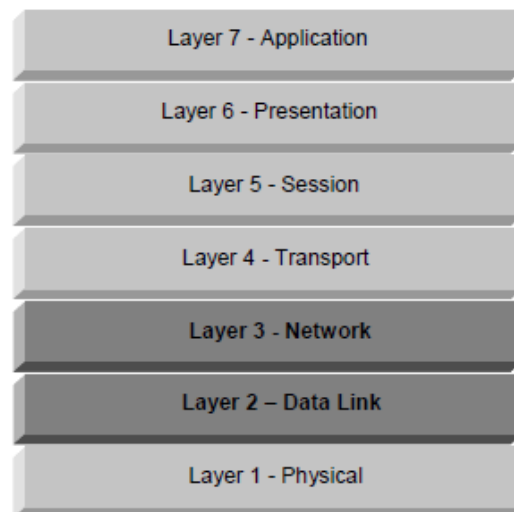 Layer 7 - Application
Layer 6 - Presentation
Layer 5 - Session
Layer 4 - Transport
Layer 3 - Network
Layer 2 – Data Link
Layer 1 - Physical